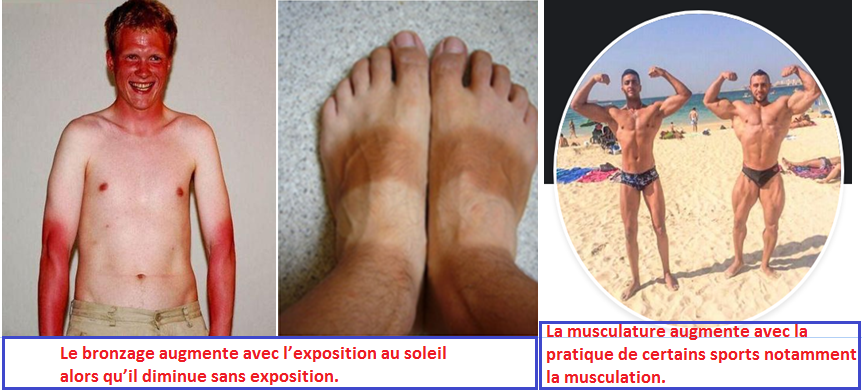 Le bronzage augmente avec l’exposition au soleil
alors qu’il diminue sans exposition.
La musculature augmente avec la
pratique de certains sports notamment
la musculation.